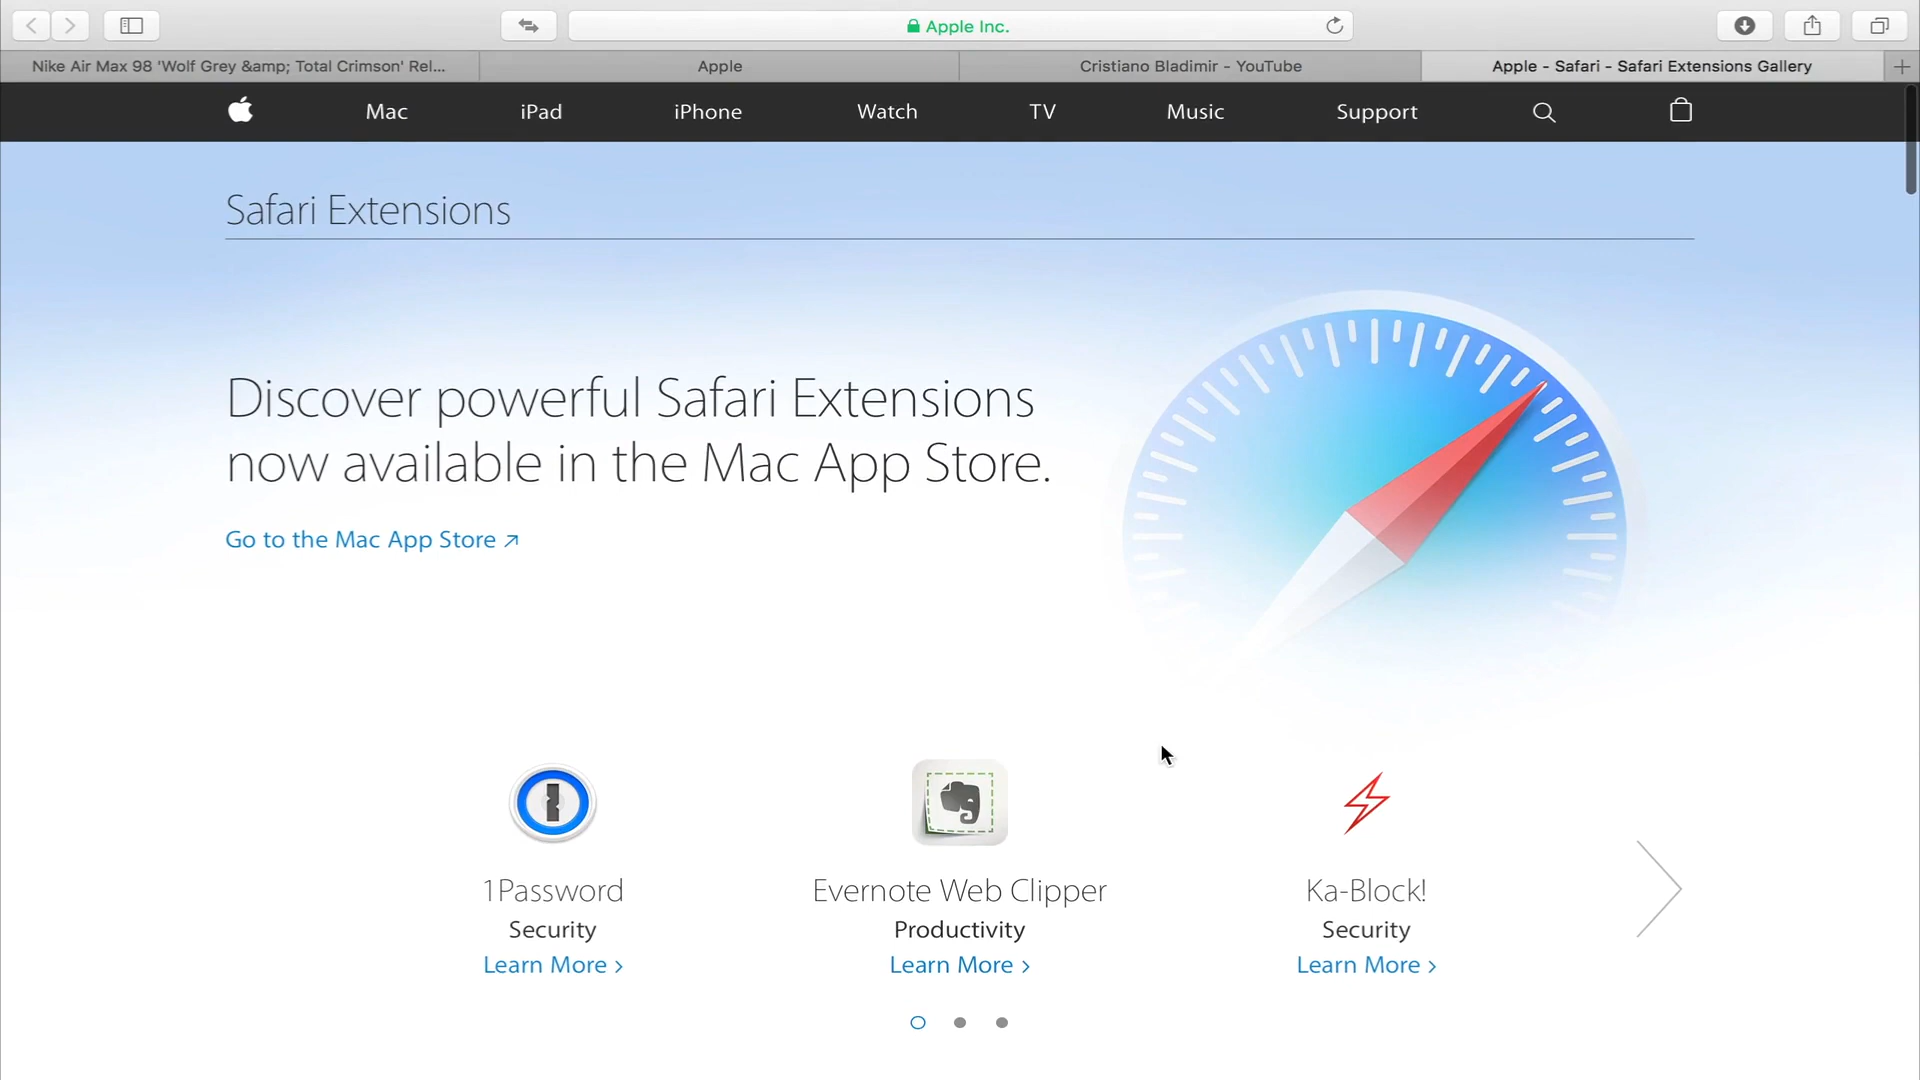 Apple Inc.
Nike Air Max 98 'Wolf Grey &amp; Total Crimson' Rel...
Apple
Cristiano Bladimir - YouTube
Apple - Safari - Safari Extensions Gallery
Mac
iPad
iPhone
Watch
TV
Music
Support
Safari Extensions
Discover powerful Safari Extensions
now available in the Mac App Store.
Go to the Mac App Store ↗
1Password
Security
Learn More >
Evernote Web Clipper
Productivity
Learn More >
Ka-Block!
Security
Learn More >